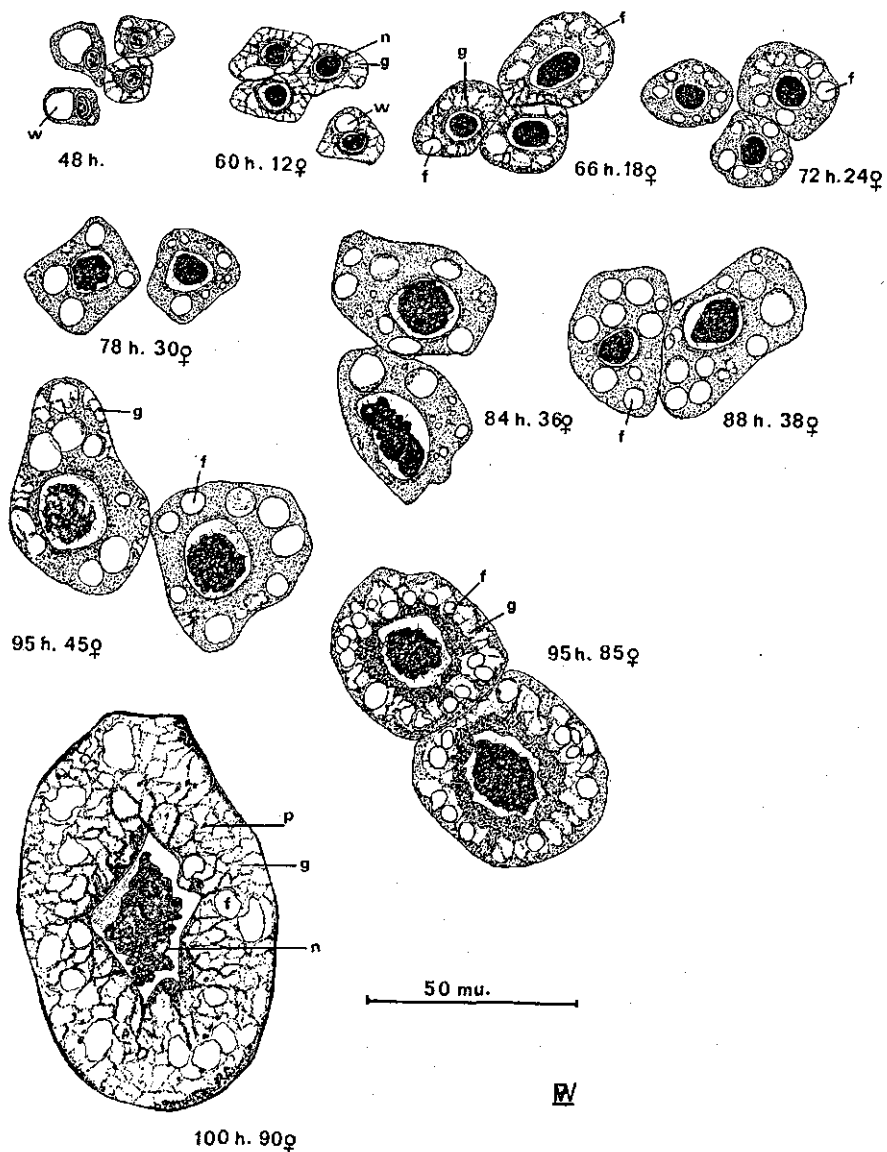 n
f
g
g
f
w
w
f
48 h.
60 h. 12♀
66 h. 18♀
72 h. 24♀
78 h. 30♀
84 h. 36♀
88 h. 38♀
f
g
f
95 h. 45♀
f
g
95 h. 85♀
p
g
f
n
50 mu.
100 h. 90♀